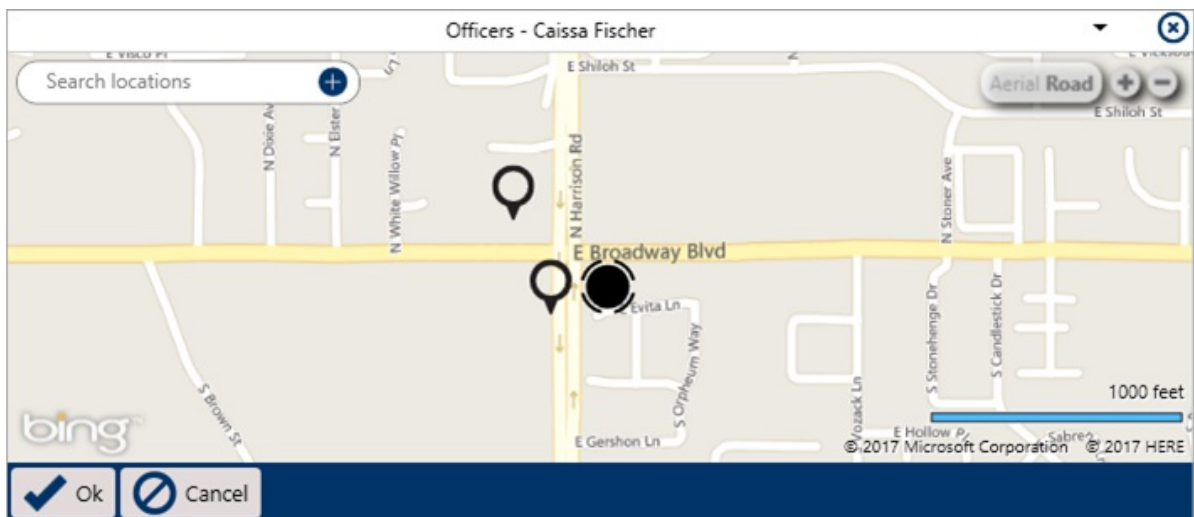 Officers - Caissa Fischer
Search locations
E Shiloh St
Aerial Road
E Shiloh St
N Dixie Av
N Elster
N White Willow Pl
N Harrison Rd
N Stoner Ave
E Broadway Blvd
E Evita Ln
S Orpheum Way
S Stonehenge Dr
S Candlestick Dr
S Brown St
Vozack Ln
1000 feet
bing
E Gershon Ln
E Hollow Pl
© 2017 Microsoft Corporation © 2017 HERE
Ok
Cancel